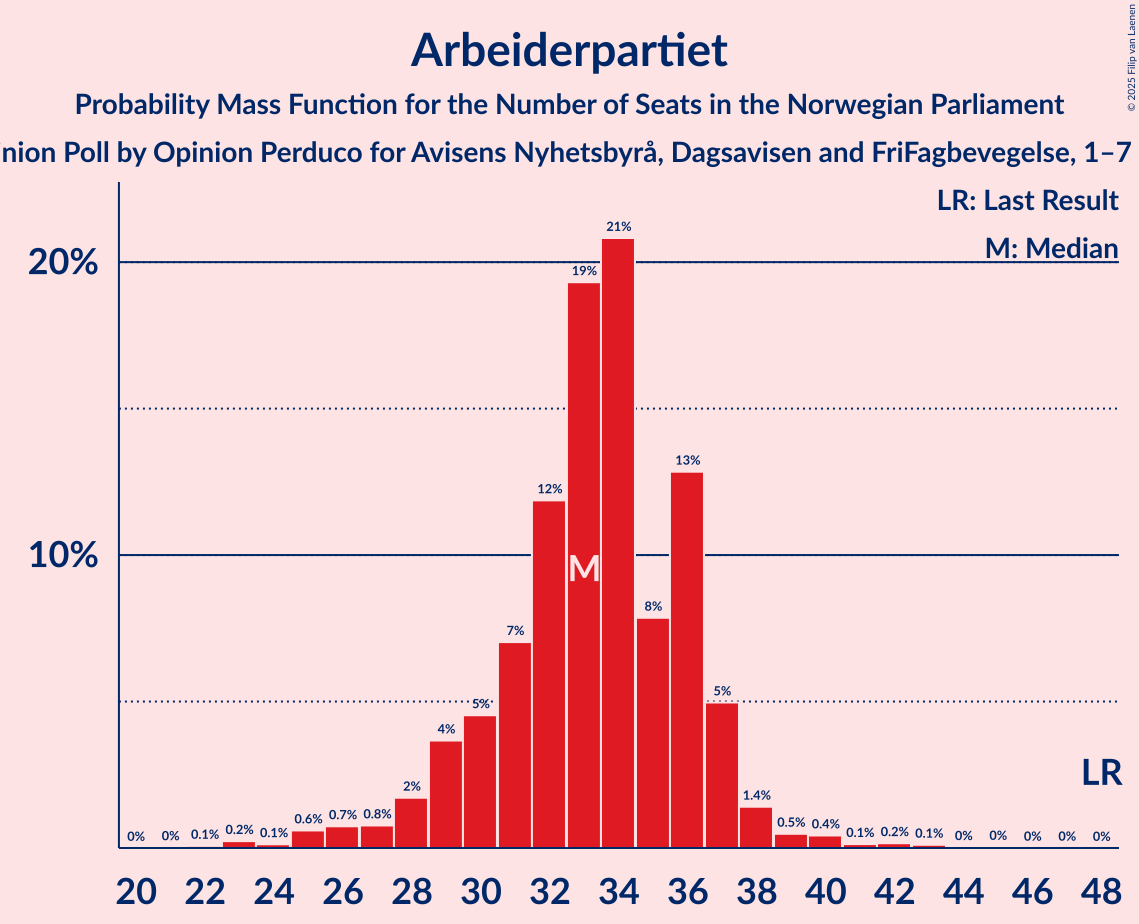 Arbeiderpartiet
Probability Mass Function for the Number of Seats in the Norwegian Parliament
nion Poll by Opinion Perduco for Avisens Nyhetsbyrå, Dagsavisen and FriFagbevegelse, 1–7
© 2025 Filip van Laenen
LR: Last Result
M: Median
20%
10%
0% 0% 0.1% 0.2% 0.1% 0.6% 0.7% 0.8% 2% 4% 5% 7% 12% 19% 21% 8% 13% 5% 1.4% 0.5% 0.4% 0.1% 0.2% 0.1% 0% 0% 0% 0% 0%
M
LR
20 22 24 26 28 30 32 34 36 38 40 42 44 46 48